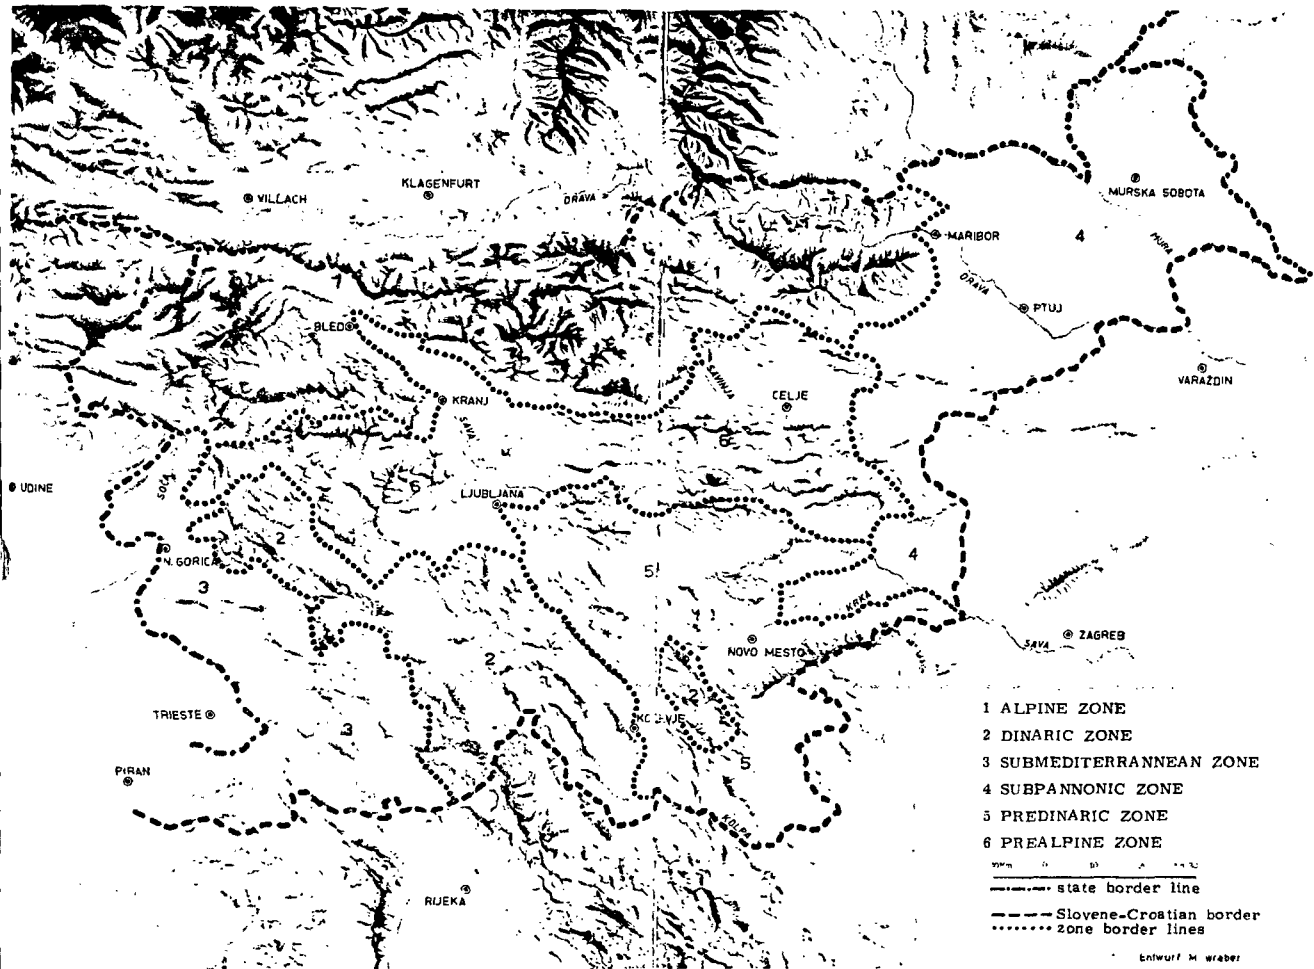 VILLACH
KLAGENFURT
DRAVA
MURSKA SOBOTA
MARIBOR
4
MURA
1
1
DRAVA
PTUJ
BLED
VARAŽDIN
SAVINJA
CELJE
KRANJ
SAVA
6
UDINE
SOČA
6
LJUBLJANA
2
N. GORICA
3
5
4
KRKA
NOVO MESTO
ZAGREB
SAVA
2
2
TRIESTE
3
PIRAN
5
KOLPA
RIJEKA
1 ALPINE ZONE
2 DINARIC ZONE
3 SUBMEDITERRANNEAN ZONE
4 SUBPANNONIC ZONE
5 PREDINARIC ZONE
6 PREALPINE ZONE
state border line
Slovene-Croatian border
zone border lines
Entwurf M wraber